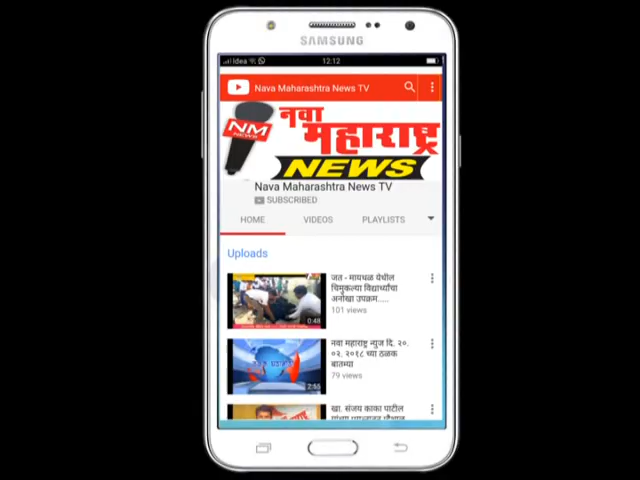 SAMSUNG
Idea 12:12
Nava Maharashtra News TV
नवा
महाराष्ट्र
NM
NEWS
NEWS
Nava Maharashtra News TV
SUBSCRIBED
HOME VIDEOS PLAYLISTS
Uploads
जत - मायथळ येथील
चिमुकल्या विद्यार्थ्यांचा
अनोखा उपक्रम.....
101 views
0:48
नवा महाराष्ट्र न्युज दि. २०.
०२. २०१८ च्या ठळक
बातम्या
79 views
2:55
खा. संजय काका पाटील